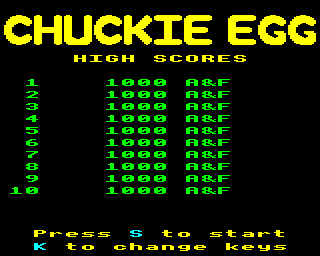 CHUCKIE EGG
HIGH SCORES
1 1000 A&F
2 1000 A&F
3 1000 A&F
4 1000 A&F
5 1000 A&F
6 1000 A&F
7 1000 A&F
8 1000 A&F
9 1000 A&F
10 1000 A&F
Press S to start
K to change keys